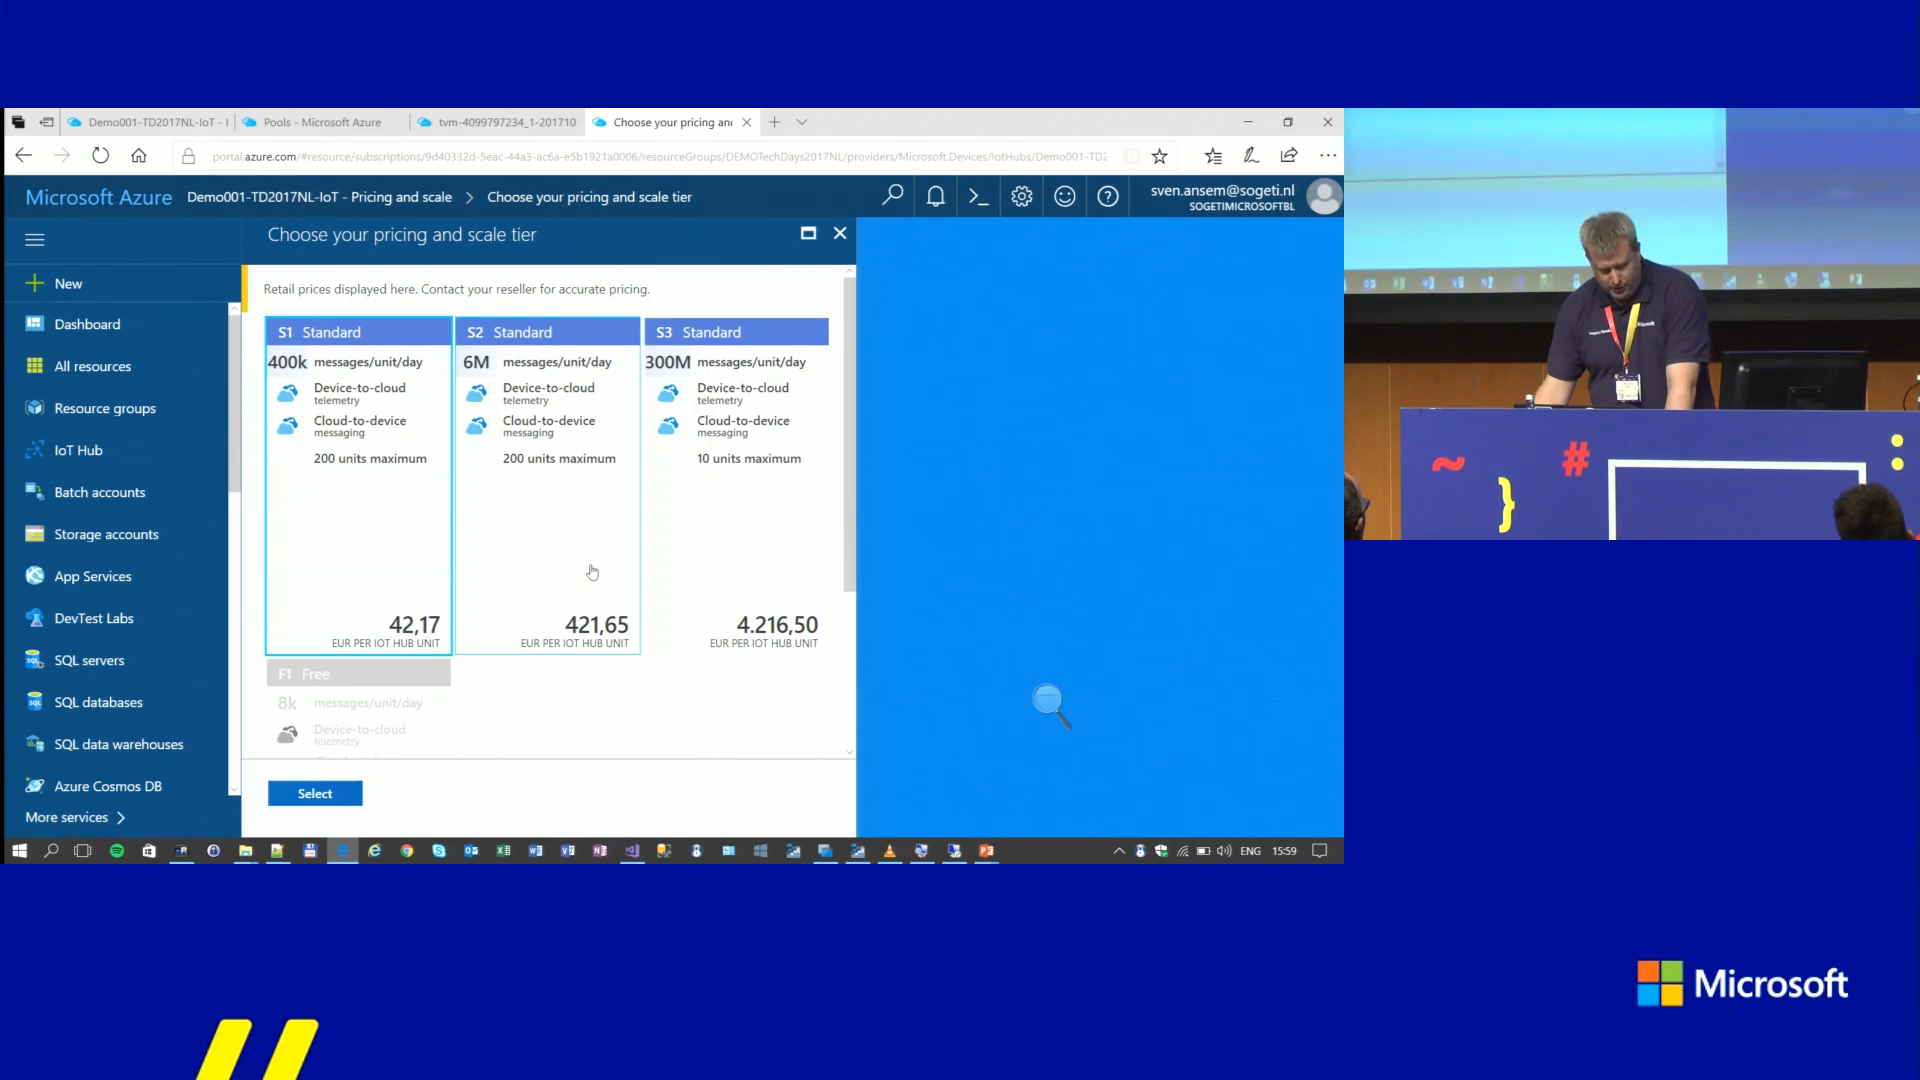 Demo001-TD2017NL-IoT - I
Pools - Microsoft Azure
tvm-4099797234_1-201710
Choose your pricing an
portal.azure.com/#resource/subscriptions/9d40332d-5eac-44a3-ac6a-e5b1921a0006/resourceGroups/DEMOTechDays2017NL/providers/Microsoft.Devices/IotHubs/Demo001-TD2
Microsoft Azure
Demo001-TD2017NL-IoT - Pricing and scale > Choose your pricing and scale tier
sven.ansem@sogeti.nl
SOGETIMICROSOFTBL
Choose your pricing and scale tier
New
Dashboard
All resources
Resource groups
IoT Hub
Batch accounts
Storage accounts
App Services
DevTest Labs
SQL servers
SQL databases
SQL data warehouses
Azure Cosmos DB
More services >
Retail prices displayed here. Contact your reseller for accurate pricing.
S1 Standard
400k messages/unit/day
Device-to-cloud
telemetry
Cloud-to-device
messaging
200 units maximum
42,17
EUR PER IOT HUB UNIT
S2 Standard
6M messages/unit/day
Device-to-cloud
telemetry
Cloud-to-device
messaging
200 units maximum
421,65
EUR PER IOT HUB UNIT
S3 Standard
300M messages/unit/day
Device-to-cloud
telemetry
Cloud-to-device
messaging
10 units maximum
4.216,50
EUR PER IOT HUB UNIT
F1 Free
8k messages/unit/day
Device-to-cloud
telemetry
Select
ENG
15:59
~ } # :
Microsoft
//